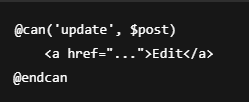 @can('update', $post)
    <a href="...">Edit</a>
@endcan